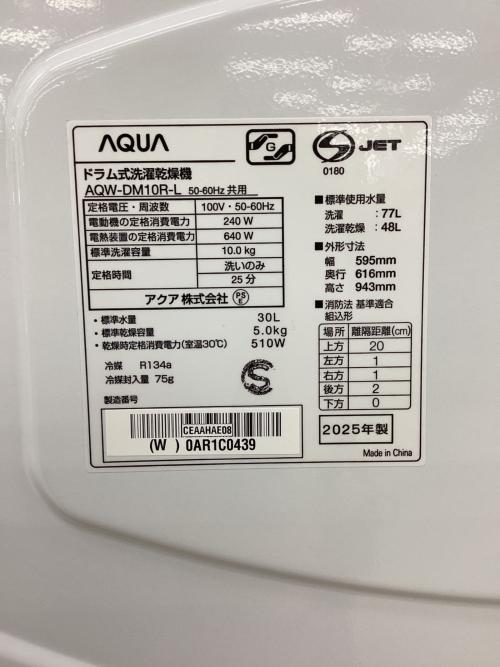 AQUA
G
S JET
0180
ドラム式洗濯乾燥機
AQW-DM10R-L 50-60Hz 共用
定格電圧・周波数 100V・50-60Hz
電動機の定格消費電力 240 W
電熱装置の定格消費電力 640 W
標準洗濯容量 10.0 kg
定格時間 洗いのみ
25 分
アクア株式会社 PSE
・標準水量 30L
・標準乾燥容量 5.0kg
・乾燥時定格消費電力(室温30℃) 510W
冷媒 R134a
冷媒封入量 75g
製造番号
CEAAHAE08
(W ) 0AR1C0439
■標準使用水量
洗濯 :77L
洗濯乾燥:48L
■外形寸法
幅 595mm
奥行 616mm
高さ 943mm
■消防法 基準適合
組込形
場所 離隔距離(cm)
上方 20
左方 1
右方 1
後方 2
下方 0
2025年製
Made in China